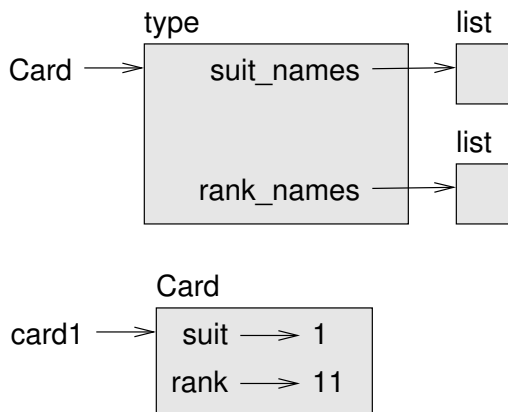 type
list
Card
suit_names
list
rank_names
Card
card1
suit
1
rank
11